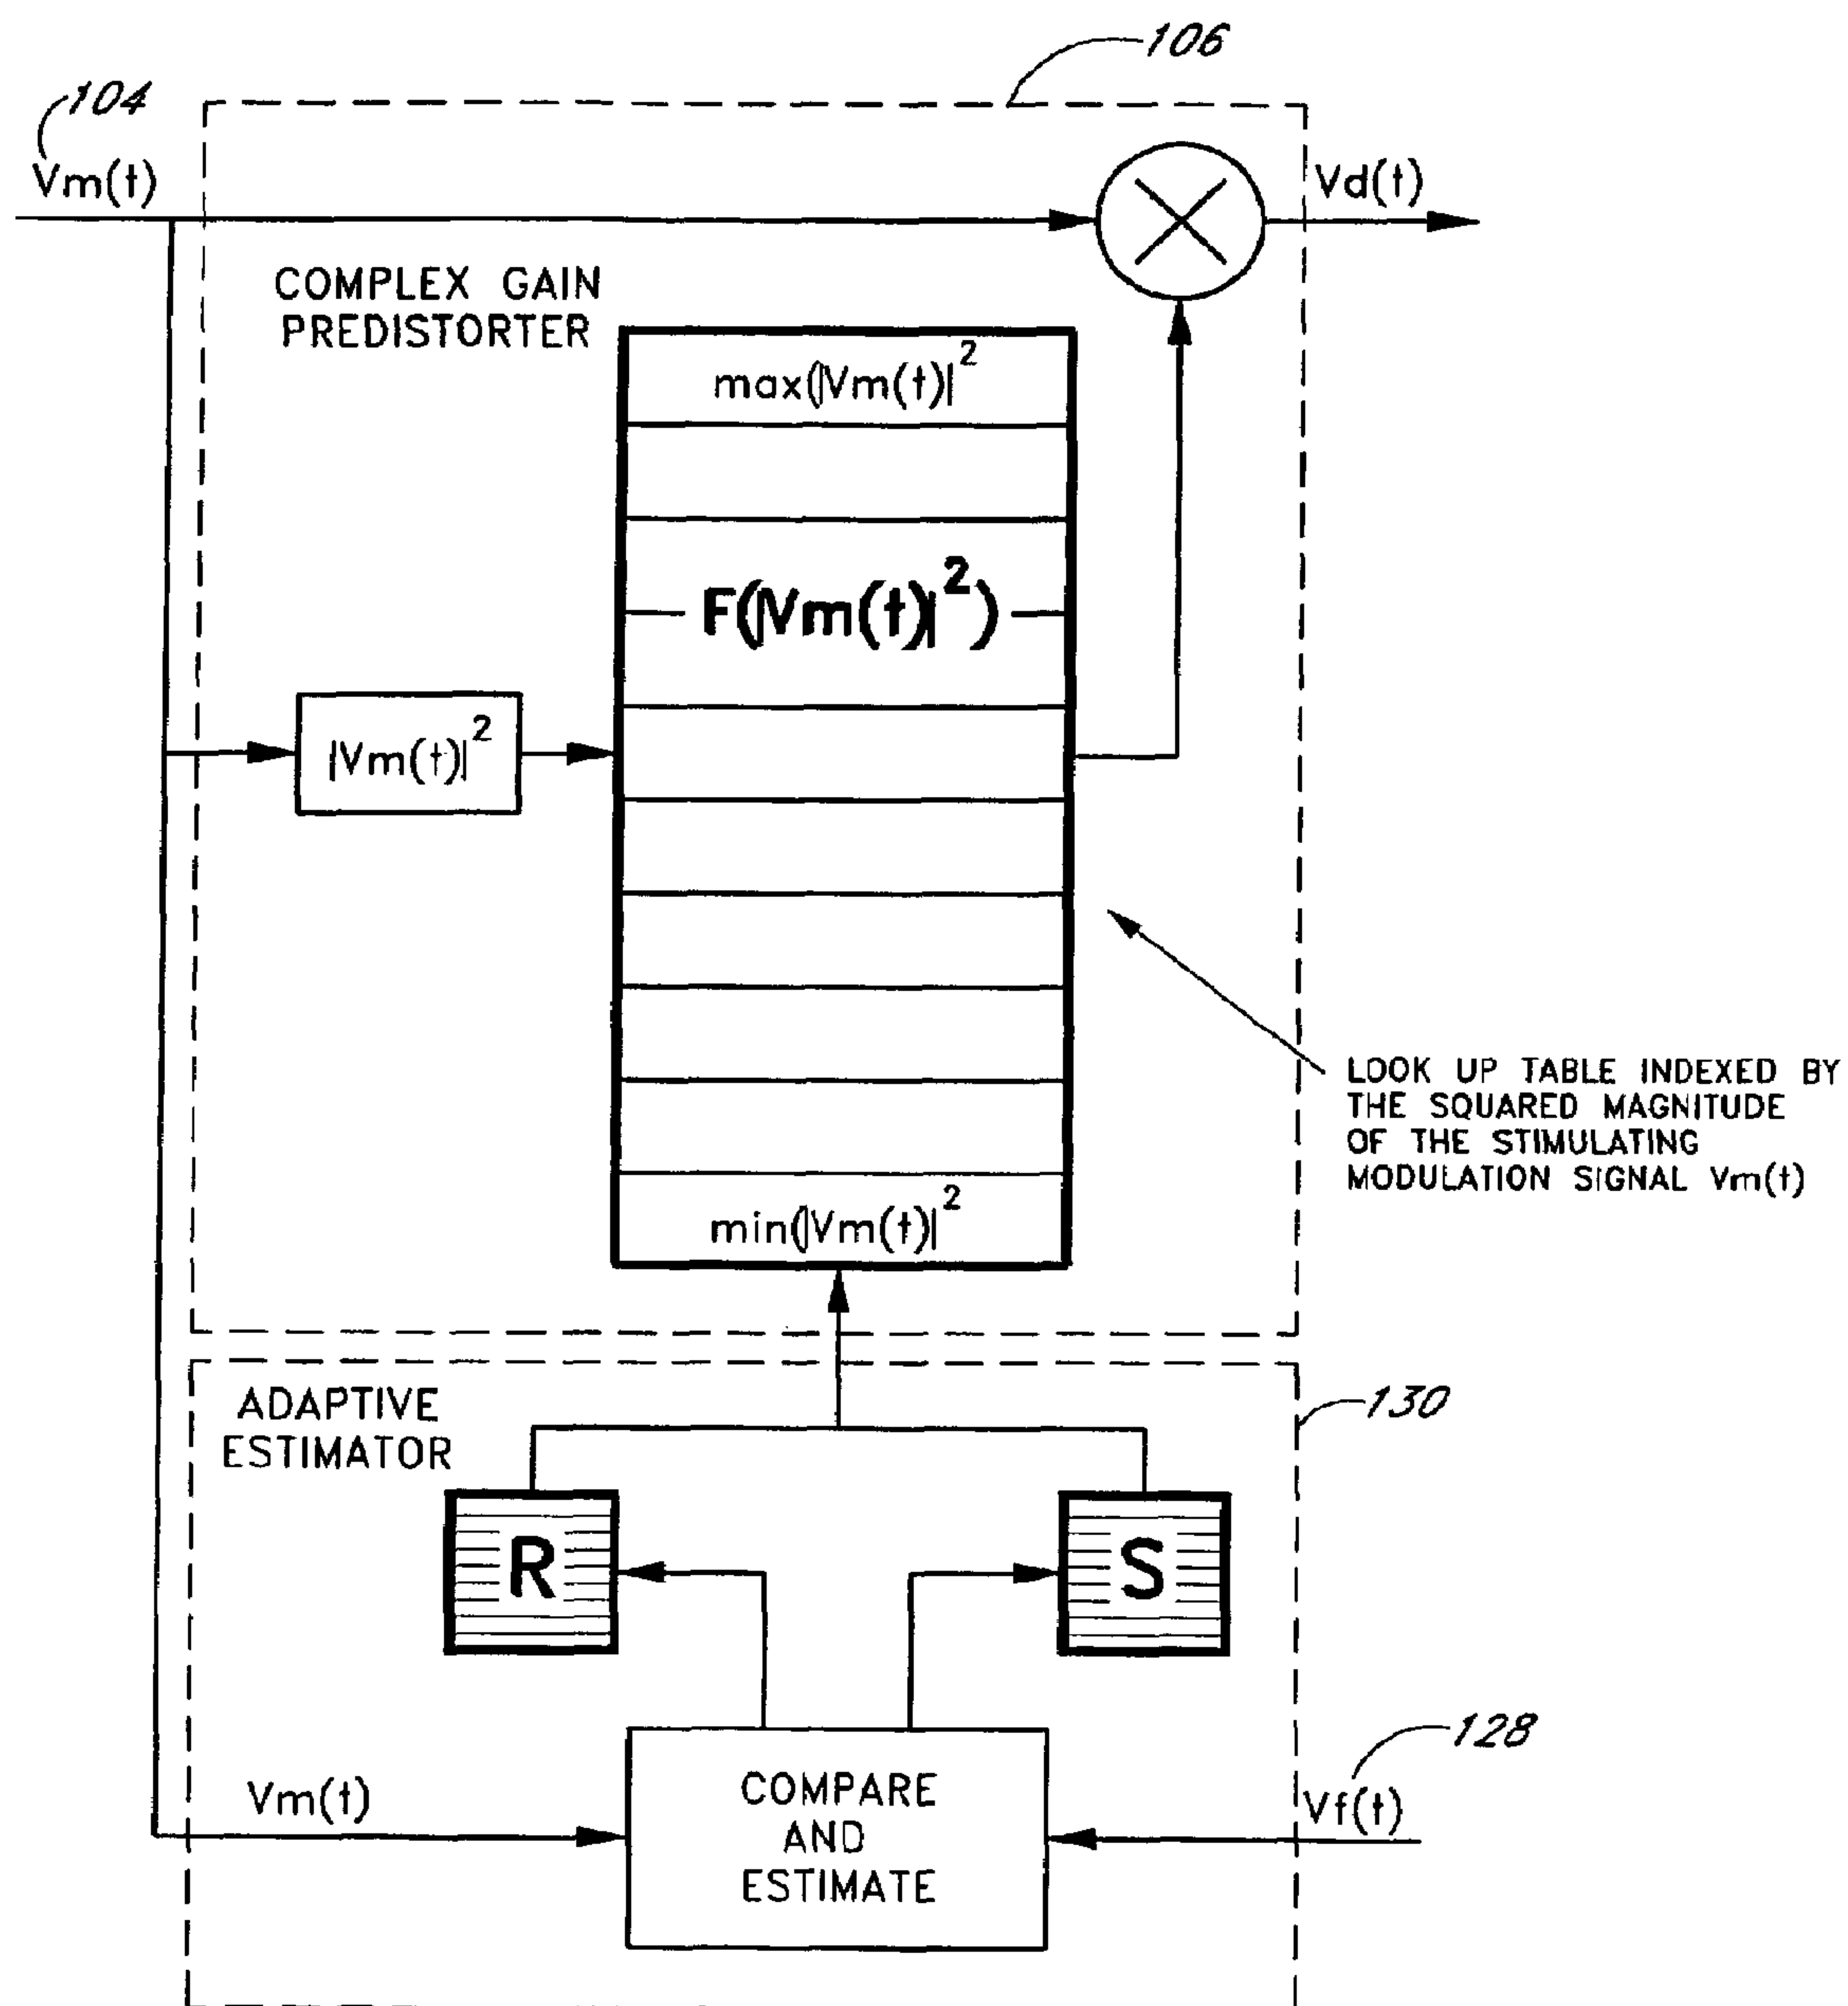 106
104
Vm(t)
Vd(t)
COMPLEX GAIN
PREDISTORTER
max(|Vm(t)|²
F(|Vm(t)|²)
|Vm(t)|²
LOOK UP TABLE INDEXED BY
THE SQUARED MAGNITUDE
OF THE STIMULATING
MODULATION SIGNAL Vm(t)
min(|Vm(t)|²
ADAPTIVE
ESTIMATOR
130
R
S
128
Vm(t)
COMPARE
AND
ESTIMATE
Vf(t)